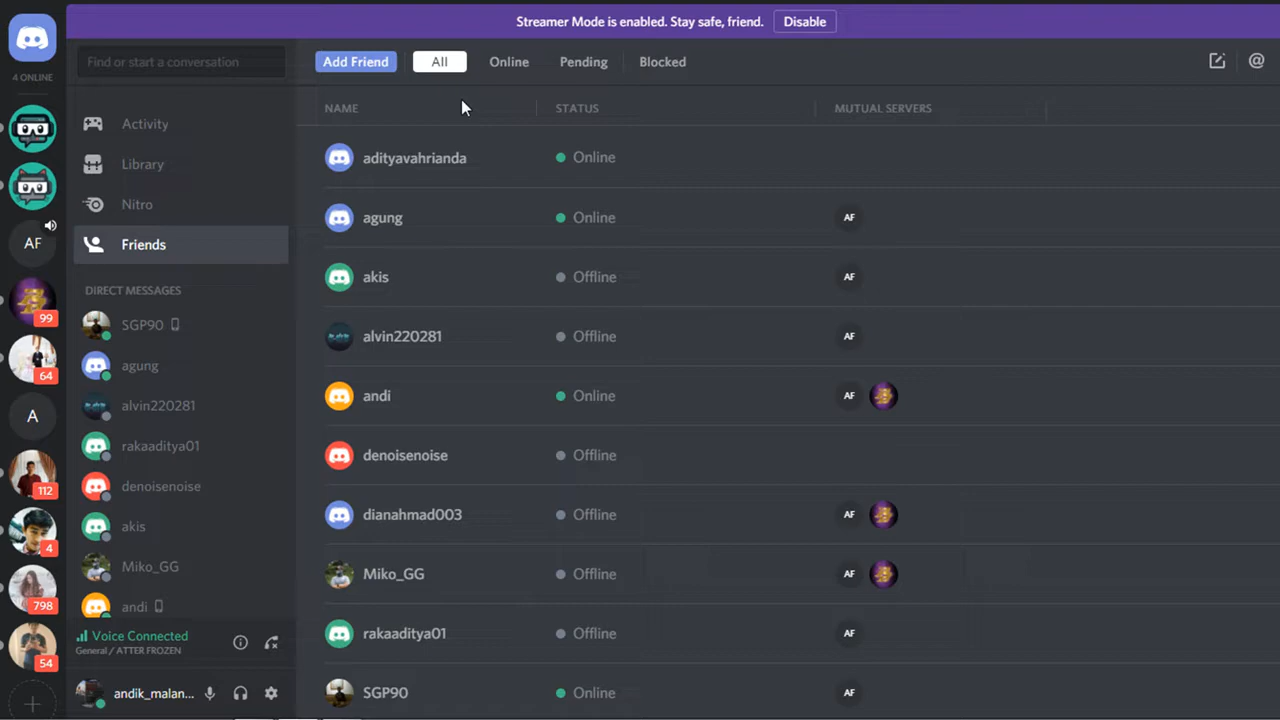 Streamer Mode is enabled. Stay safe, friend. Disable
4 ONLINE
AF
99
64
A
112
4
798
54
Find or start a conversation
Activity
Library
Nitro
Friends
DIRECT MESSAGES
SGP90
agung
alvin220281
rakaaditya01
denoisenoise
akis
Miko_GG
andi
Voice Connected
General / ATTER FROZEN
andik_malan...
Add Friend All Online Pending Blocked @
NAME STATUS MUTUAL SERVERS
adityavahrianda Online
agung Online AF
akis Offline AF
alvin220281 Offline AF
andi Online AF
denoisenoise Offline
dianahmad003 Offline AF
Miko_GG Offline AF
rakaaditya01 Offline AF
SGP90 Online AF